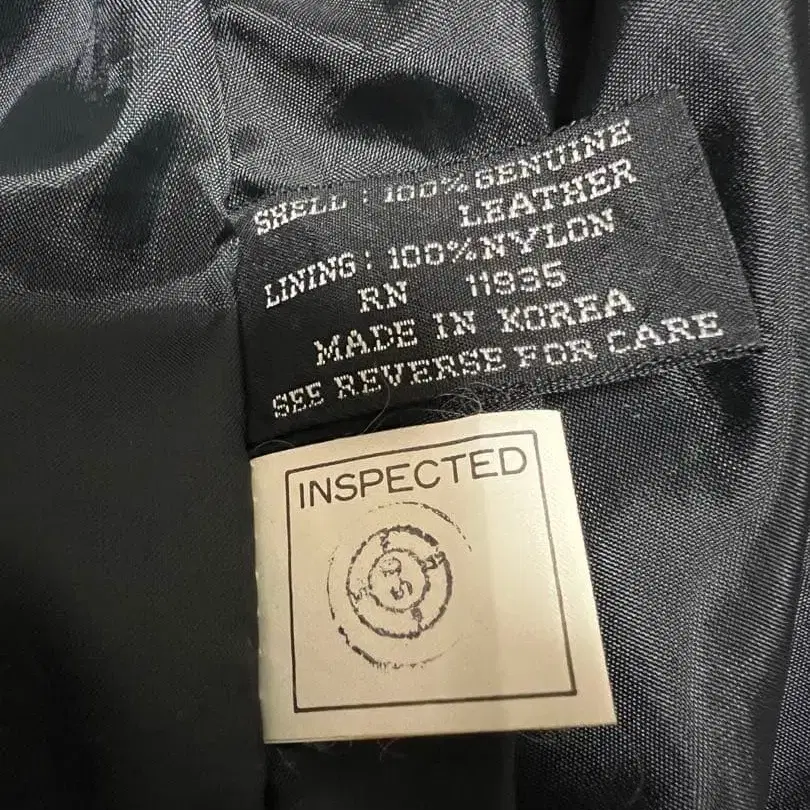 SHELL : 100% GENUINE
LEATHER
LINING : 100% NYLON
RN 11935
MADE IN KOREA
SEE REVERSE FOR CARE
INSPECTED